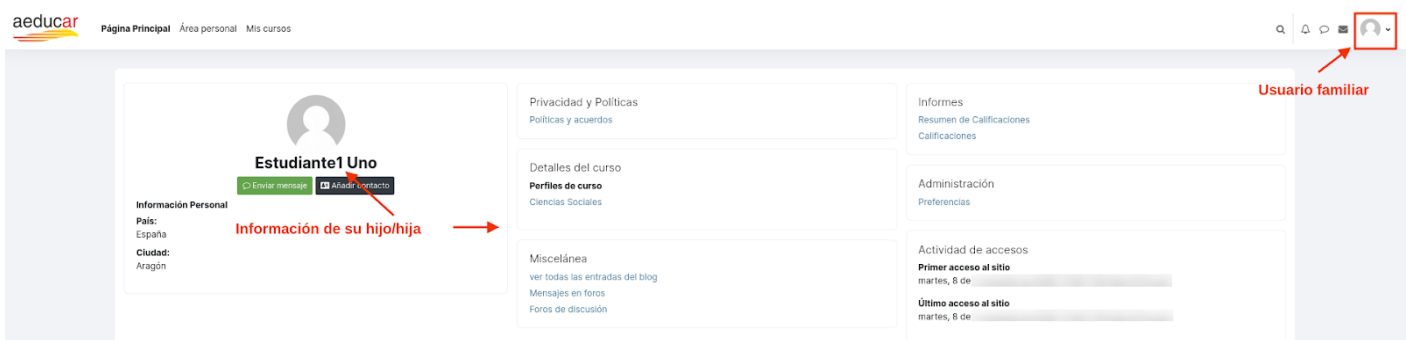 aeducar
Página Principal Área personal Mis cursos
Usuario familiar
Estudiante1 Uno
Enviar mensaje Añadir contacto
Información Personal
País:
España
Ciudad:
Aragón
Información de su hijo/hija
Privacidad y Políticas
Políticas y acuerdos
Detalles del curso
Perfiles de curso
Ciencias Sociales
Miscelánea
ver todas las entradas del blog
Mensajes en foros
Foros de discusión
Informes
Resumen de Calificaciones
Calificaciones
Administración
Preferencias
Actividad de accesos
Primer acceso al sitio
martes, 8 de
Último acceso al sitio
martes, 8 de